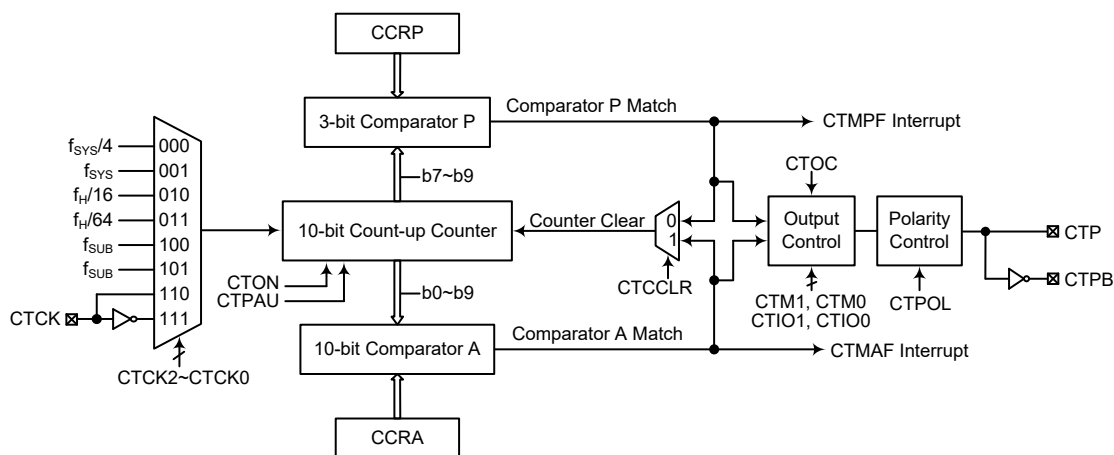 CCRP
3-bit Comparator P
Comparator P Match
CTMPF Interrupt
fSYS/4
000
fSYS
001
fH/16
010
fH/64
011
fSUB
100
fSUB
101
110
111
CTCK
CTCK2~CTCK0
b7~b9
10-bit Count-up Counter
Counter Clear
0
1
CTCCLR
CTON
CTPAU
b0~b9
CTOC
Output
Control
Polarity
Control
CTP
CTPB
CTM1, CTM0
CTIO1, CTIO0
CTPOL
10-bit Comparator A
Comparator A Match
CTMAF Interrupt
CCRA